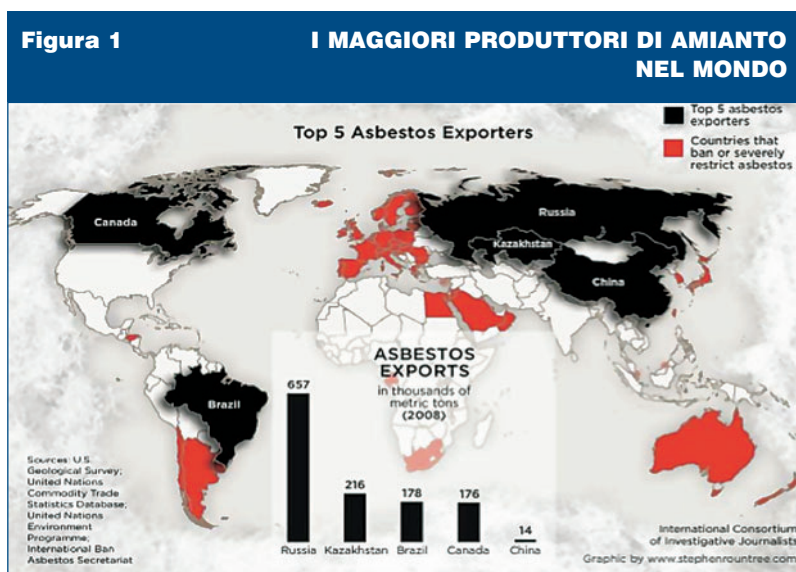 Figura 1
I MAGGIORI PRODUTTORI DI AMIANTO
NEL MONDO
Top 5 Asbestos Exporters
Top 5 asbestos
exporters
Countries that
ban or severely
restrict asbestos
Canada
Russia
Kazakhstan
China
Brazil
ASBESTOS
EXPORTS
in thousands of
metric tons
(2008)
657
216
178
176
14
Russia Kazakhstan Brazil Canada China
Sources: U.S.
Geological Survey;
United Nations
Commodity Trade
Statistics Database;
United Nations
Environment
Programme;
International Ban
Asbestos Secretariat
International Consortium
of Investigative Journalists
Graphic by www.stephenrountree.com